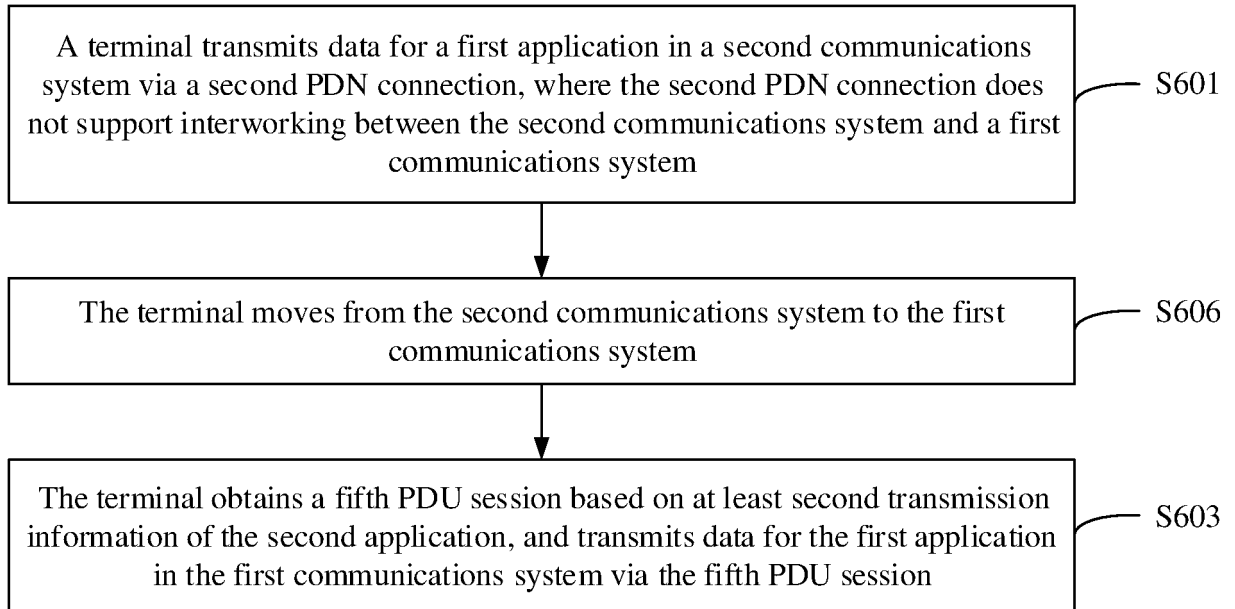 A terminal transmits data for a first application in a second communications
system via a second PDN connection, where the second PDN connection does
not support interworking between the second communications system and a first
communications system
S601
The terminal moves from the second communications system to the first
communications system
S606
The terminal obtains a fifth PDU session based on at least second transmission
information of the second application, and transmits data for the first application
in the first communications system via the fifth PDU session
S603